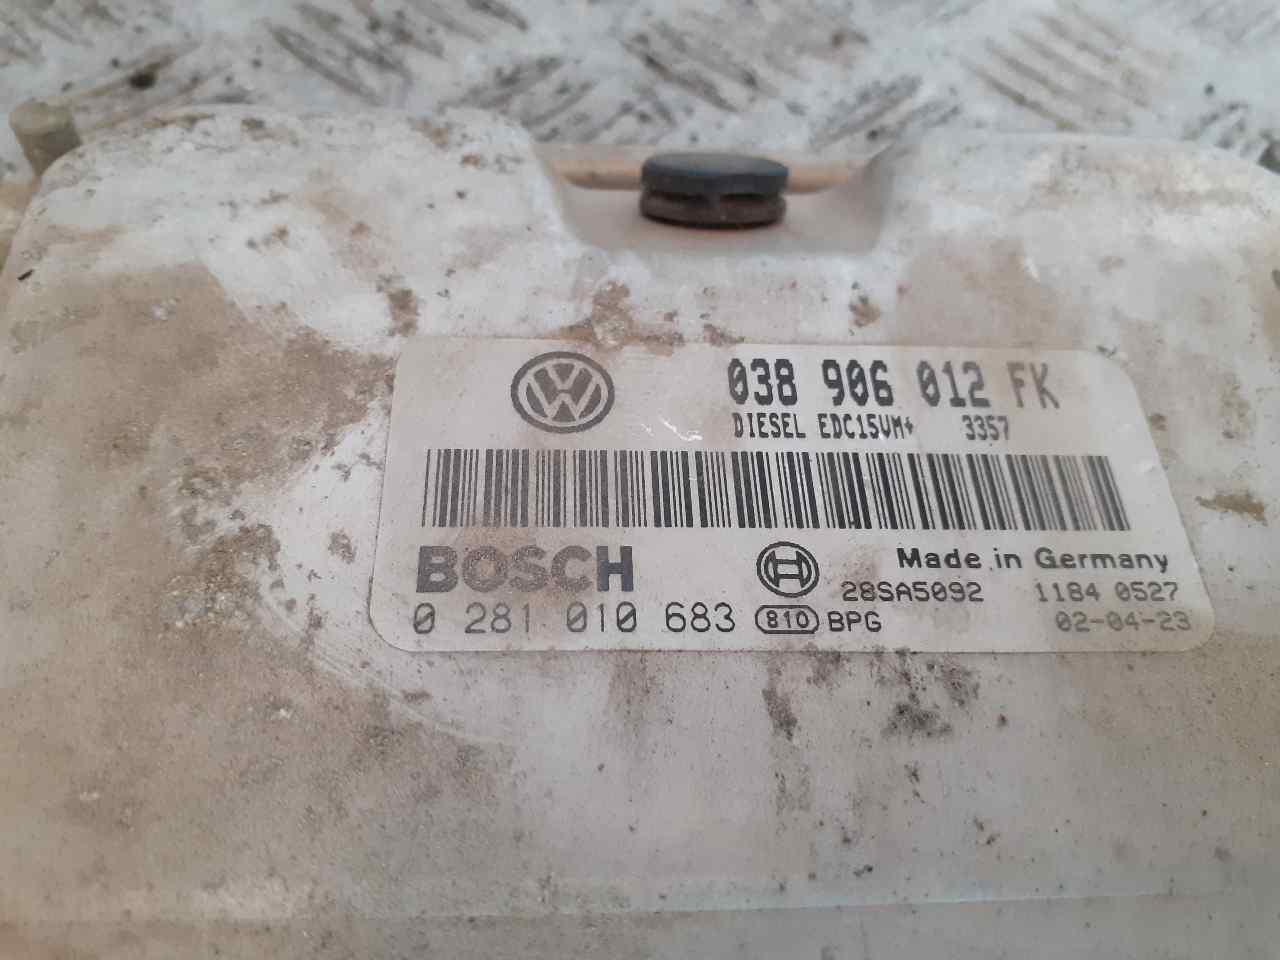 038 906 012 FK
DIESEL EDC15VM+ 3357
BOSCH
Made in Germany
28SA5092 1184 0527
0 281 010 683 810 BPG 02-04-23